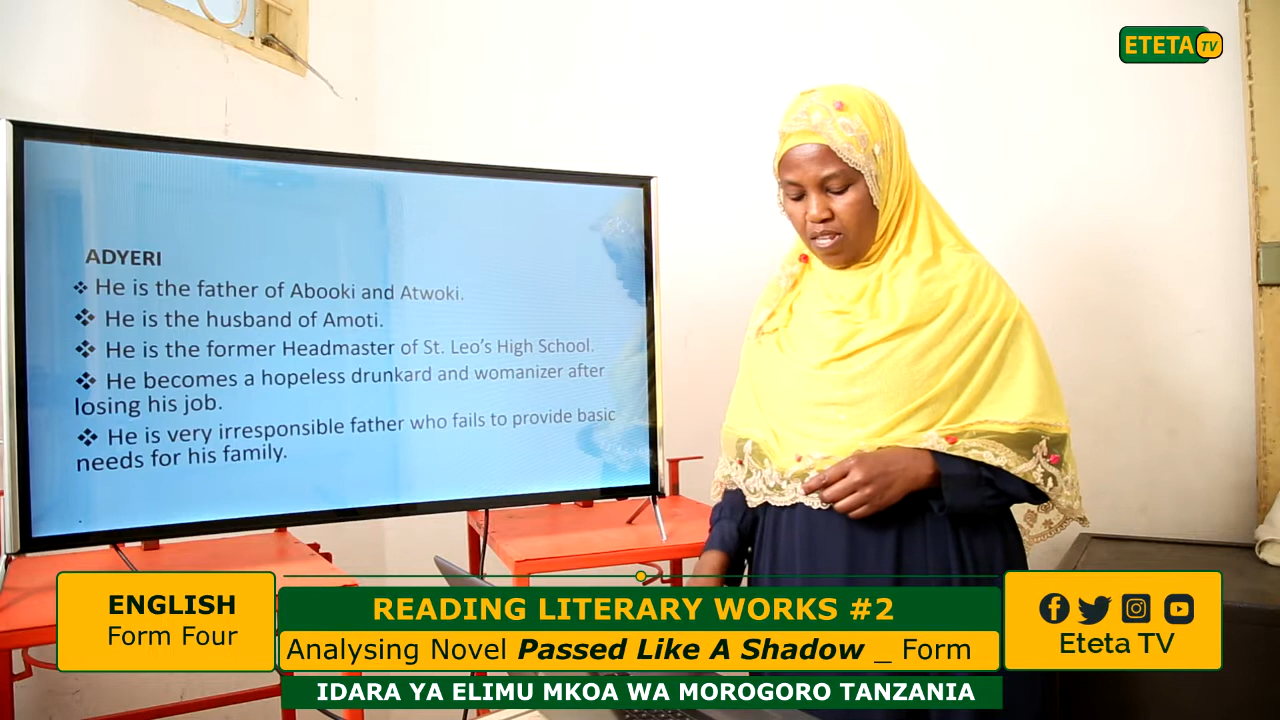 ETETA TV
ADYERI
❖ He is the father of Abooki and Atwoki.
❖ He is the husband of Amoti.
❖ He is the former Headmaster of St. Leo's High School.
❖ He becomes a hopeless drunkard and womanizer after
losing his job.
❖ He is very irresponsible father who fails to provide basic
needs for his family.
ENGLISH
Form Four
READING LITERARY WORKS #2
Analysing Novel Passed Like A Shadow _ Form
IDARA YA ELIMU MKOA WA MOROGORO TANZANIA
Eteta TV